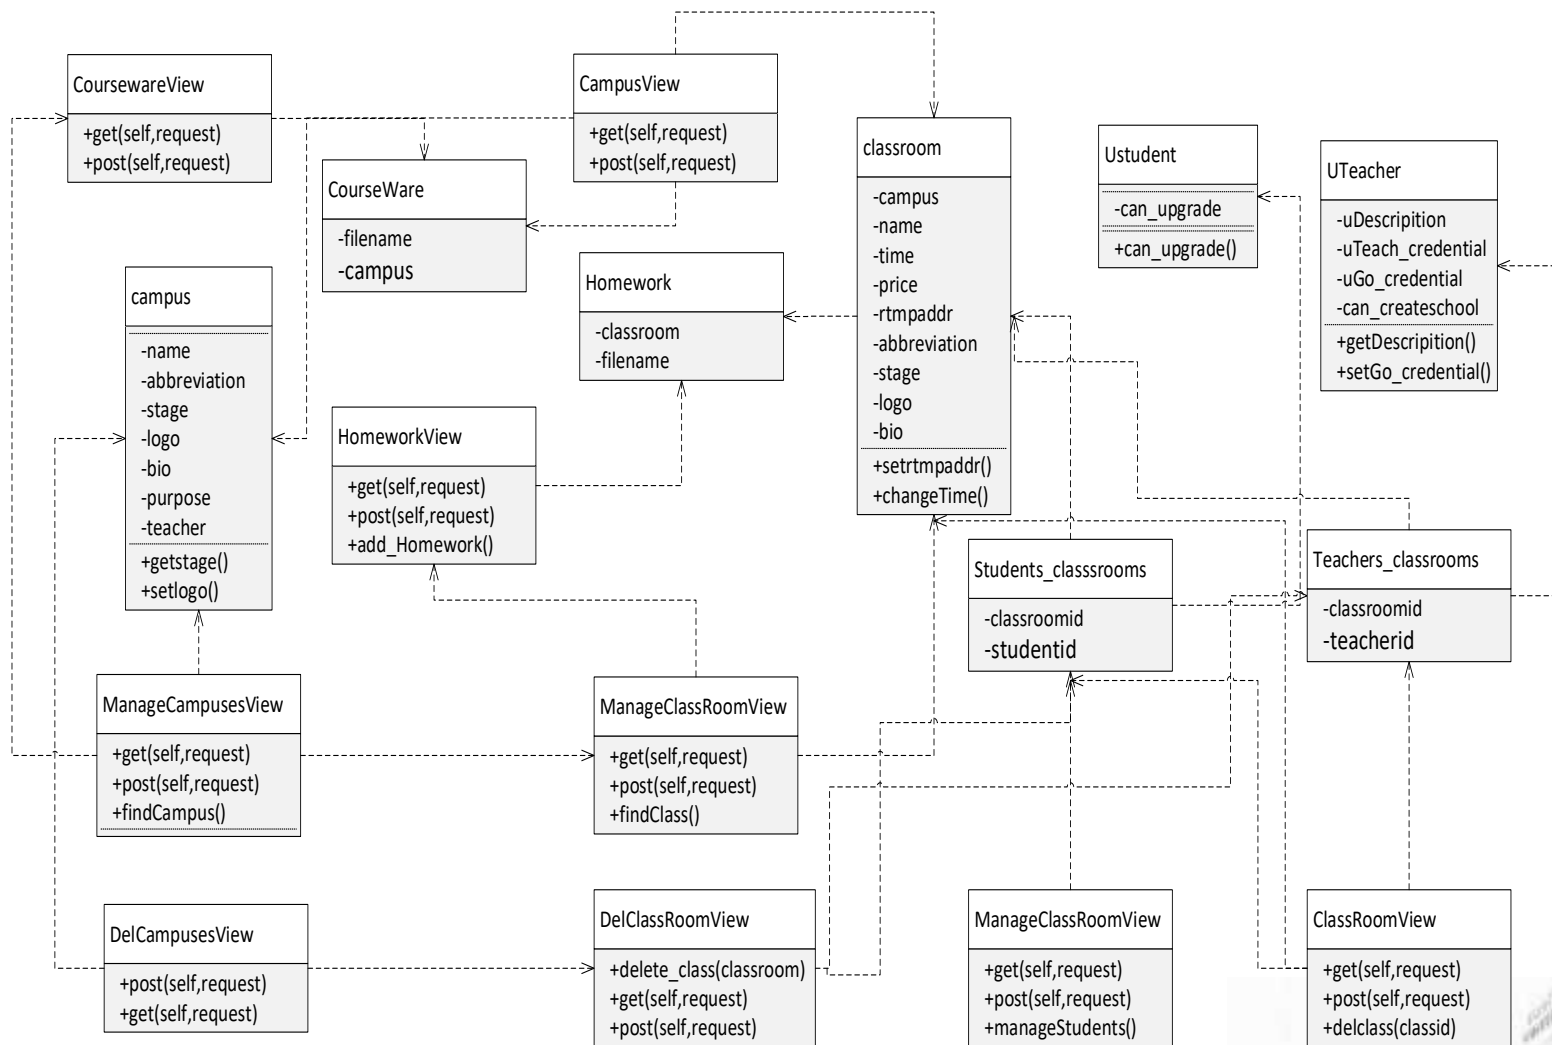 CoursewareView
+get(self,request)
+post(self,request)
CampusView
+get(self,request)
+post(self,request)
CourseWare
-filename
-campus
classroom
-campus
-name
-time
-price
-rtmpaddr
-abbreviation
-stage
-logo
-bio
+setrtmpaddr()
+changeTime()
Ustudent
-can_upgrade
+can_upgrade()
UTeacher
-uDescripition
-uTeach_credential
-uGo_credential
-can_createschool
+getDescripition()
+setGo_credential()
campus
-name
-abbreviation
-stage
-logo
-bio
-purpose
-teacher
+getstage()
+setlogo()
Homework
-classroom
-filename
HomeworkView
+get(self,request)
+post(self,request)
+add_Homework()
Students_classsrooms
-classroomid
-studentid
Teachers_classrooms
-classroomid
-teacherid
ManageCampusesView
+get(self,request)
+post(self,request)
+findCampus()
ManageClassRoomView
+get(self,request)
+post(self,request)
+findClass()
DelCampusesView
+post(self,request)
+get(self,request)
DelClassRoomView
+delete_class(classroom)
+get(self,request)
+post(self,request)
ManageClassRoomView
+get(self,request)
+post(self,request)
+manageStudents()
ClassRoomView
+get(self,request)
+post(self,request)
+delclass(classid)